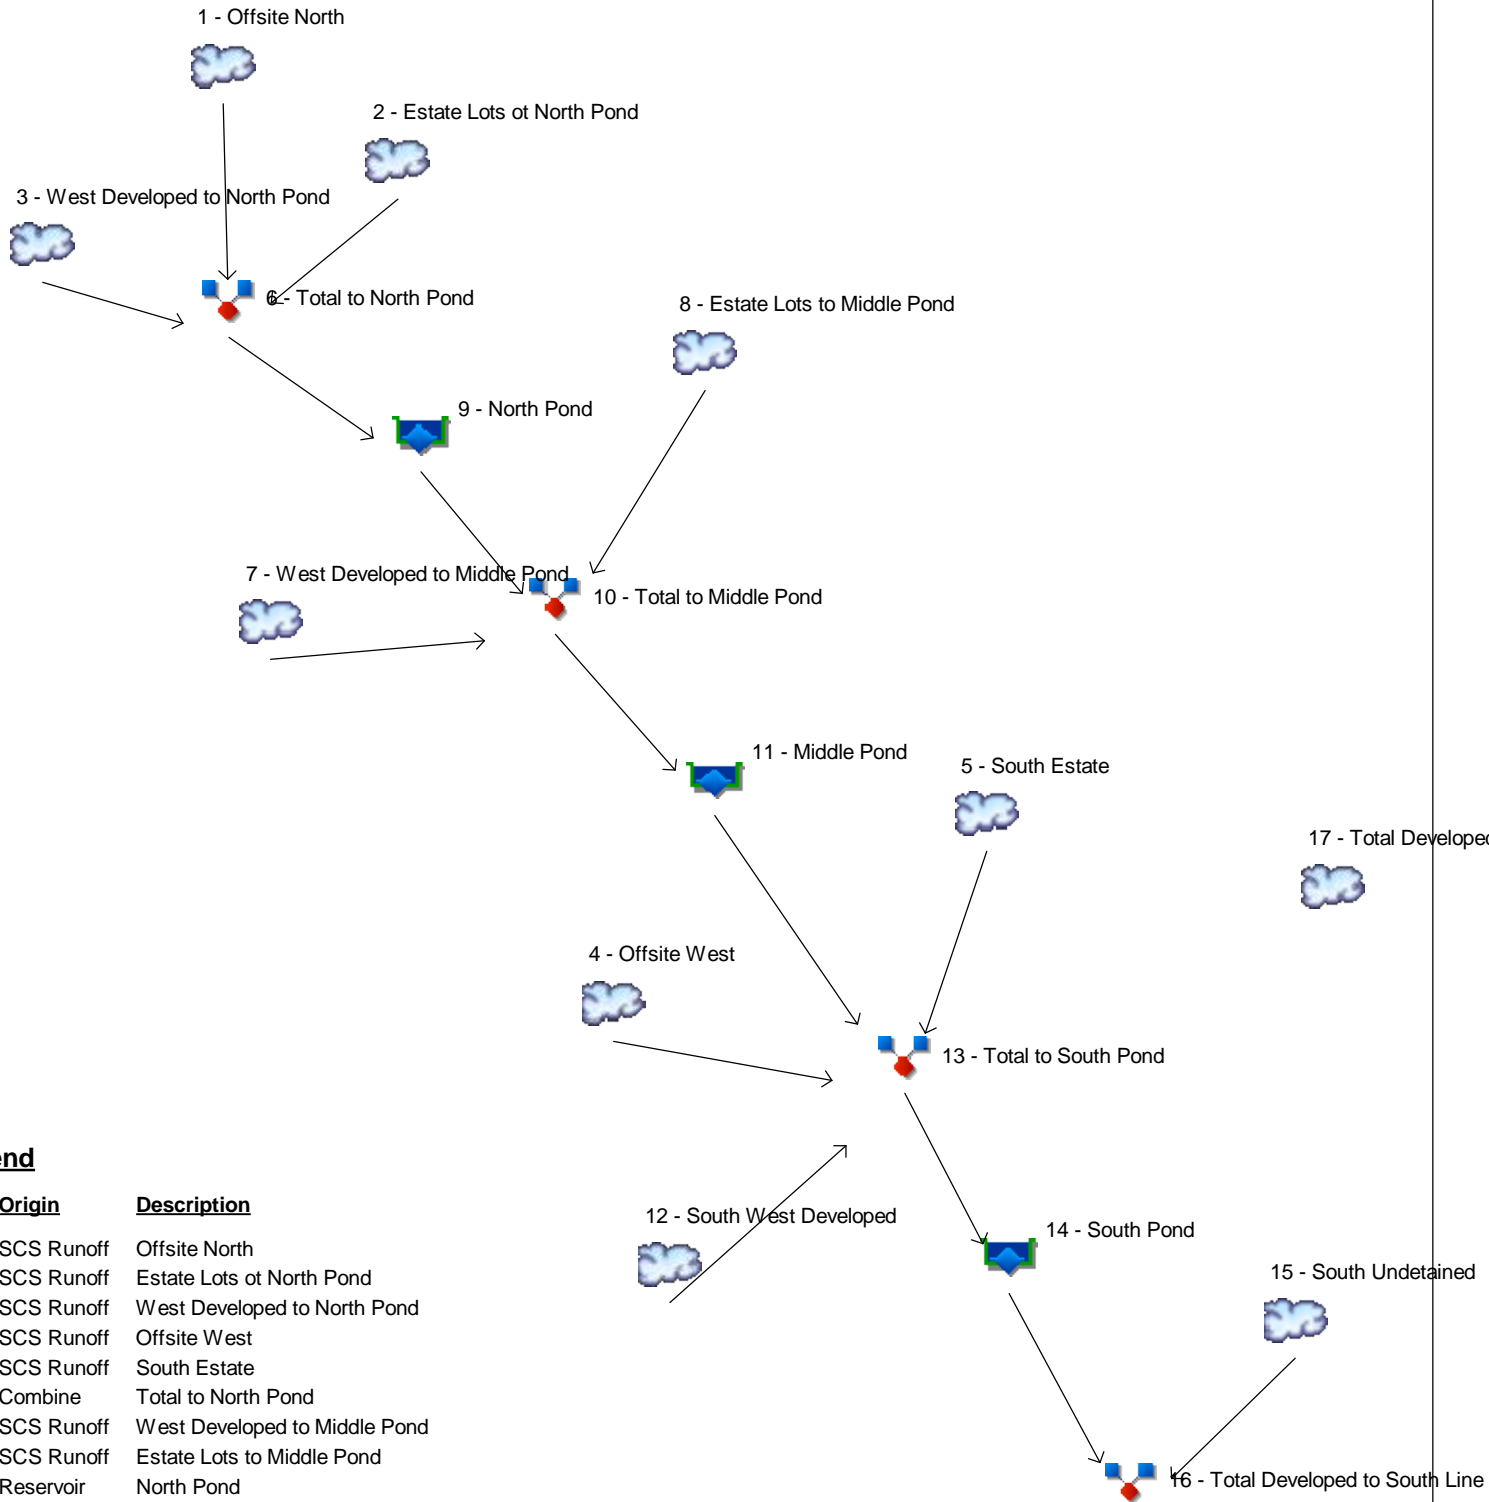 1 - Offsite North
2 - Estate Lots ot North Pond
3 - West Developed to North Pond
6 - Total to North Pond
8 - Estate Lots to Middle Pond
9 - North Pond
7 - West Developed to Middle Pond
10 - Total to Middle Pond
11 - Middle Pond
5 - South Estate
17 - Total Developed
4 - Offsite West
13 - Total to South Pond
12 - South West Developed
14 - South Pond
15 - South Undetained
16 - Total Developed to South Line
end
Origin Description
SCS Runoff Offsite North
SCS Runoff Estate Lots ot North Pond
SCS Runoff West Developed to North Pond
SCS Runoff Offsite West
SCS Runoff South Estate
Combine Total to North Pond
SCS Runoff West Developed to Middle Pond
SCS Runoff Estate Lots to Middle Pond
Reservoir North Pond